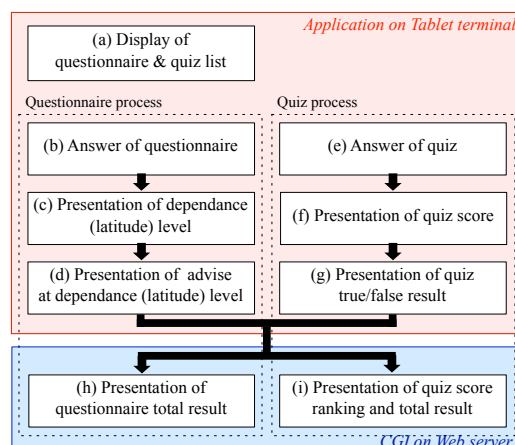 Application on Tablet terminal
(a) Display of
questionnaire & quiz list
Questionnaire process
Quiz process
(b) Answer of questionnaire
(e) Answer of quiz
(c) Presentation of dependance
(latitude) level
(f) Presentation of quiz score
(d) Presentation of advise
at dependance (latitude) level
(g) Presentation of quiz
true/false result
(h) Presentation of
questionnaire total result
(i) Presentation of quiz score
ranking and total result
CGI on Web server